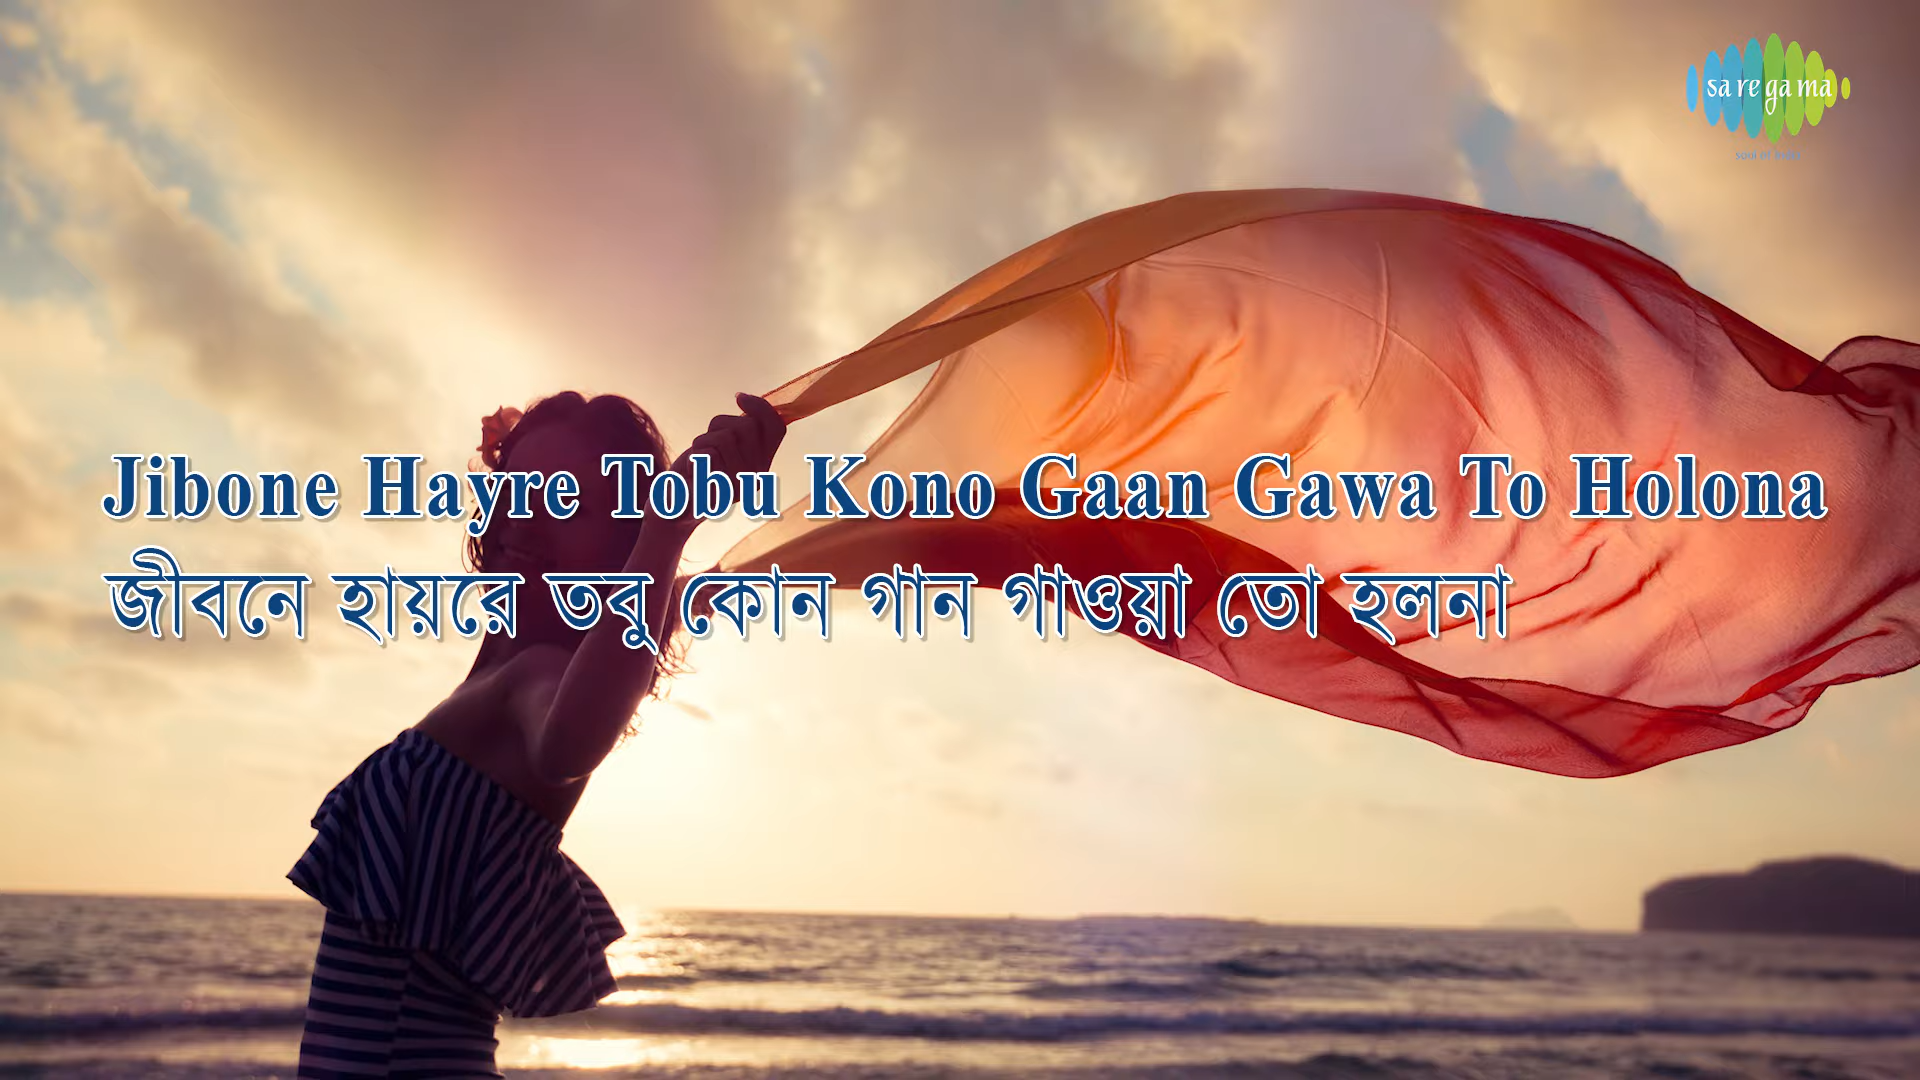 sa re ga ma
Jibone Hayre Tobu Kono Gaan Gawa To Holona
জীবনে হায়রে তবু কোন গান গাওয়া তো হলনা